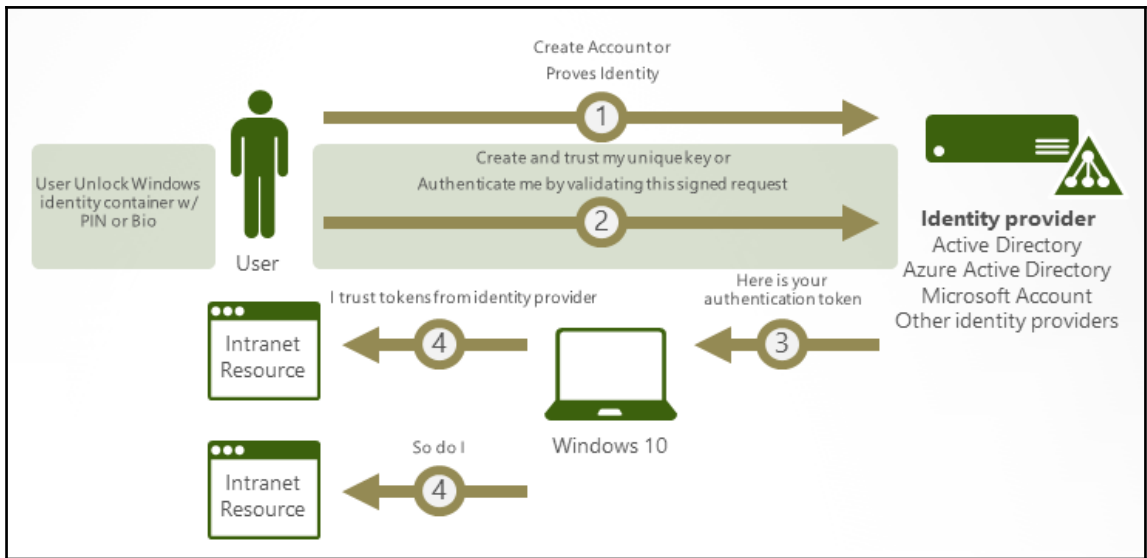 Create Account or
Proves Identity
1
Create and trust my unique key or
Authenticate me by validating this signed request
2
User Unlock Windows
identity container w/
PIN or Bio
User
Identity provider
Active Directory
Azure Active Directory
Microsoft Account
Other identity providers
Here is your
authentication token
3
I trust tokens from identity provider
4
Intranet
Resource
Windows 10
So do I
4
Intranet
Resource